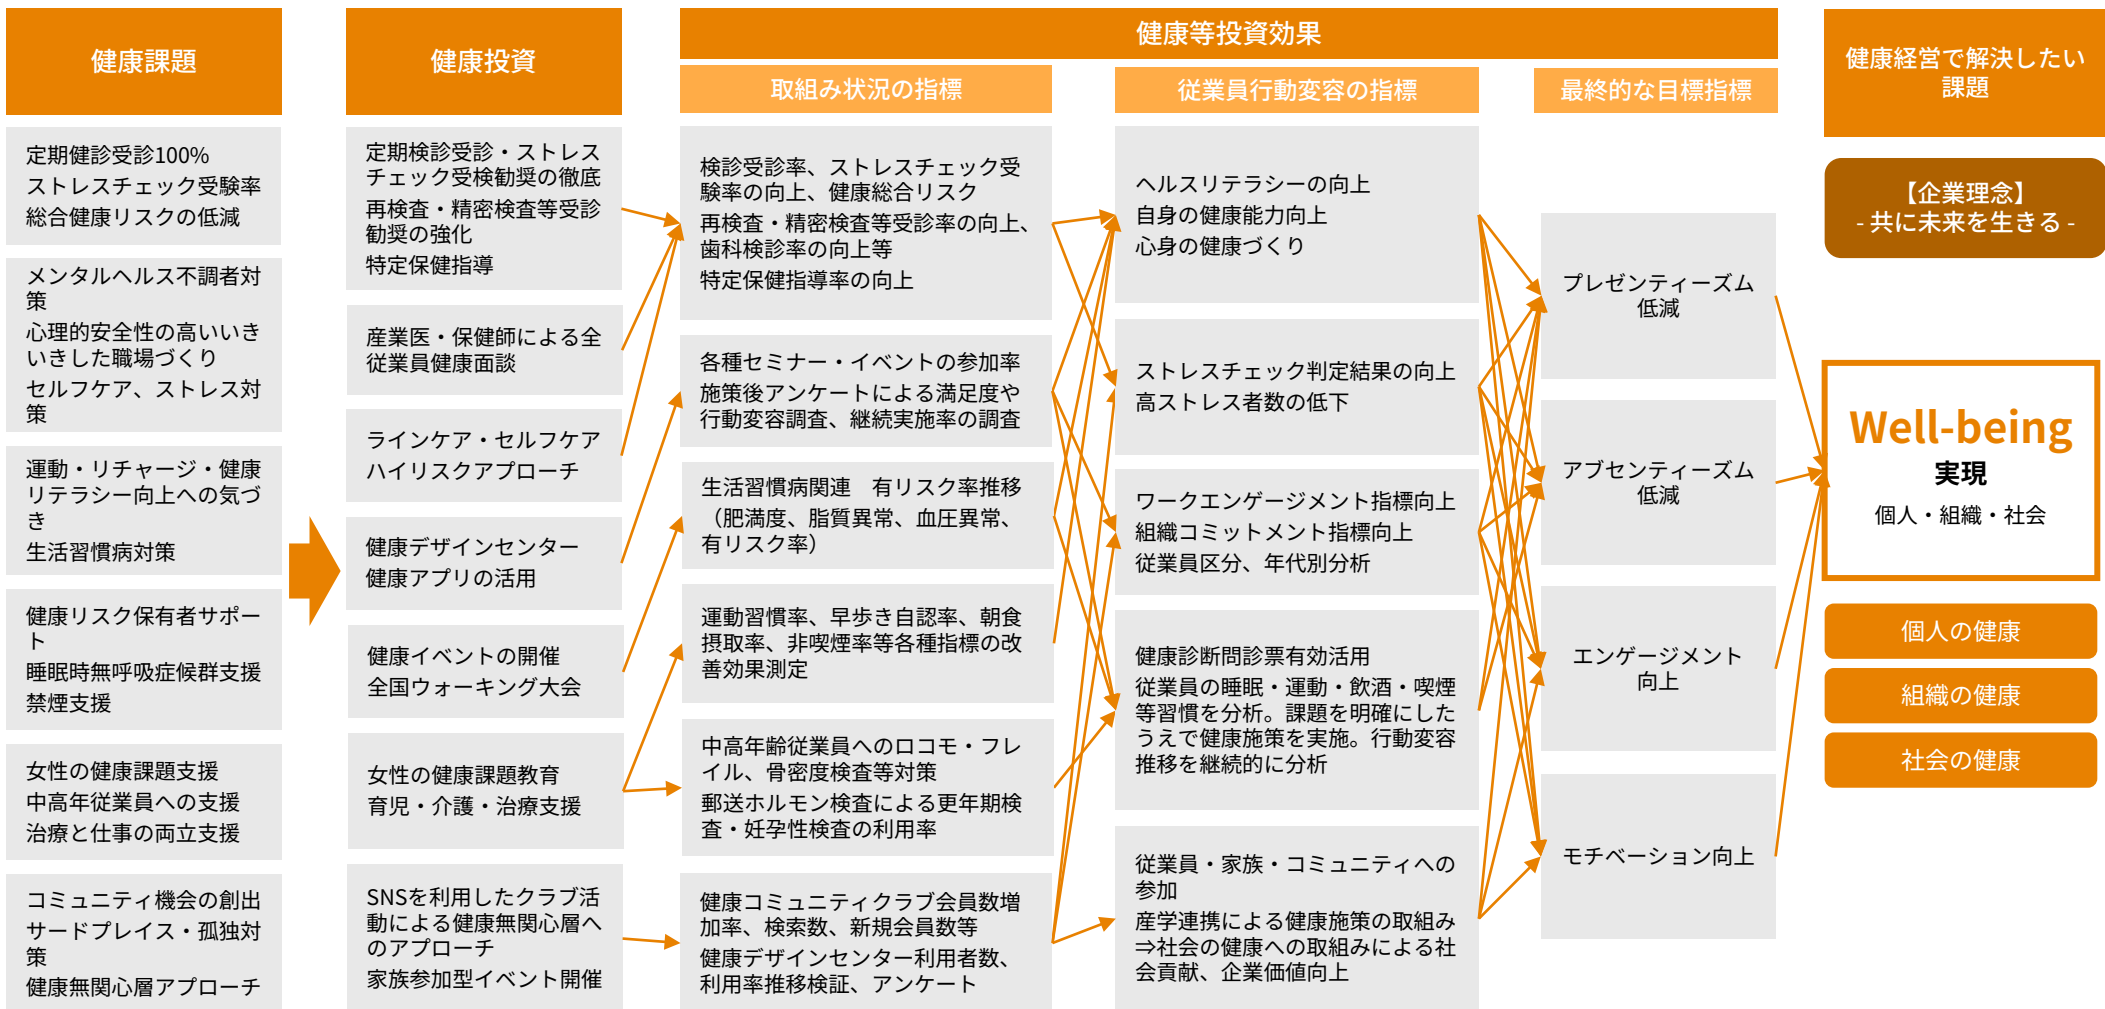 健康課題
定期健診受診100%
ストレスチェック受験率
総合健康リスクの低減
メンタルヘルス不調者対
策
心理的安全性の高いいき
いきした職場づくり
セルフケア、ストレス対
策
運動・リチャージ・健康
リテラシー向上への気づ
き
生活習慣病対策
健康リスク保有者サポー
ト
睡眠時無呼吸症候群支援
禁煙支援
女性の健康課題支援
中高年従業員への支援
治療と仕事の両立支援
コミュニティ機会の創出
サードプレイス・孤独対
策
健康無関心層アプローチ
健康投資
定期検診受診・ストレス
チェック受検勧奨の徹底
再検査・精密検査等受診
勧奨の強化
特定保健指導
産業医・保健師による全
従業員健康面談
ラインケア・セルフケア
ハイリスクアプローチ
健康デザインセンター
健康アプリの活用
健康イベントの開催
全国ウォーキング大会
女性の健康課題教育
育児・介護・治療支援
SNSを利用したクラブ活
動による健康無関心層へ
のアプローチ
家族参加型イベント開催
健康等投資効果
取組み状況の指標
検診受診率、ストレスチェック受
験率の向上、健康総合リスク
再検査・精密検査等受診率の向上、
歯科検診率の向上等
特定保健指導率の向上
各種セミナー・イベントの参加率
施策後アンケートによる満足度や
行動変容調査、継続実施率の調査
生活習慣病関連　有リスク率推移
（肥満度、脂質異常、血圧異常、
有リスク率）
運動習慣率、早歩き自認率、朝食
摂取率、非喫煙率等各種指標の改
善効果測定
中高年齢従業員へのロコモ・フレ
イル、骨密度検査等対策
郵送ホルモン検査による更年期検
査・妊孕性検査の利用率
健康コミュニティクラブ会員数増
加率、検索数、新規会員数等
健康デザインセンター利用者数、
利用率推移検証、アンケート
従業員行動変容の指標
ヘルスリテラシーの向上
自身の健康能力向上
心身の健康づくり
ストレスチェック判定結果の向上
高ストレス者数の低下
ワークエンゲージメント指標向上
組織コミットメント指標向上
従業員区分、年代別分析
健康診断問診票有効活用
従業員の睡眠・運動・飲酒・喫煙
等習慣を分析。課題を明確にした
うえで健康施策を実施。行動変容
推移を継続的に分析
従業員・家族・コミュニティへの
参加
産学連携による健康施策の取組み
⇒社会の健康への取組みによる社
会貢献、企業価値向上
最終的な目標指標
プレゼンティーズム
低減
アブセンティーズム
低減
エンゲージメント
向上
モチベーション向上
健康経営で解決したい
課題
【企業理念】
- 共に未来を生きる -
Well-being
実現
個人・組織・社会
個人の健康
組織の健康
社会の健康